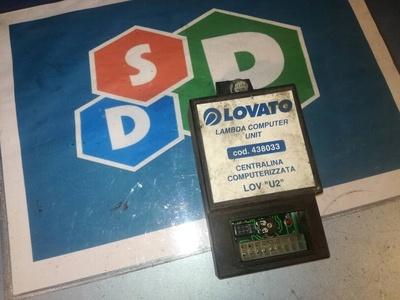 S
D
D
LOVATO
LAMBDA COMPUTER
UNIT
cod. 438033
CENTRALINA
COMPUTERIZZATA
LOV "U2"